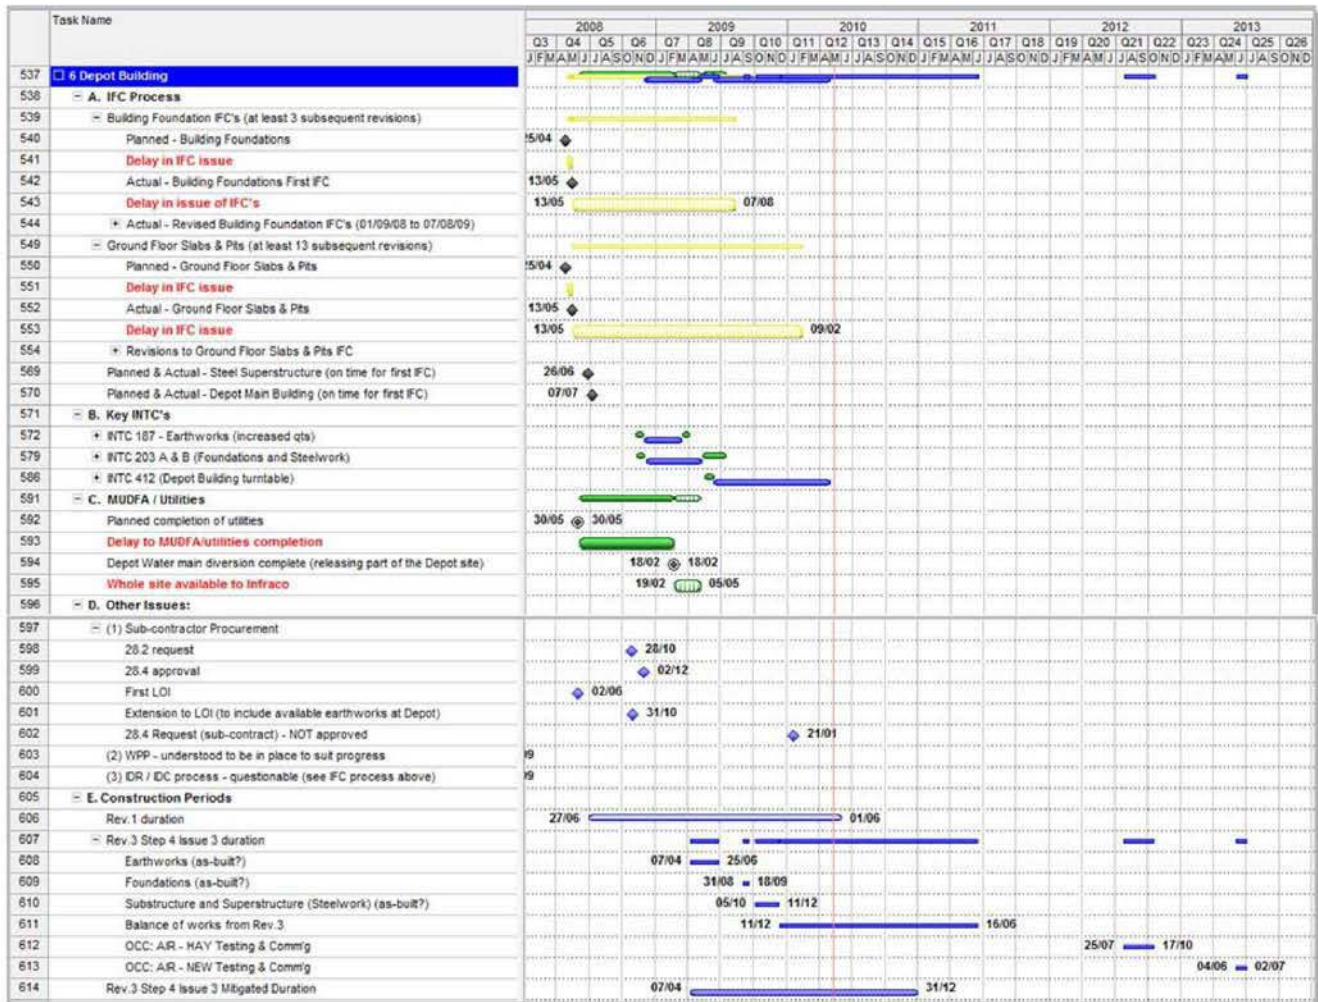 Task Name
2008 2009 2010 2011 2012 2013
Q3 Q4 Q5 Q6 Q7 Q8 Q9 Q10 Q11 Q12 Q13 Q14 Q15 Q16 Q17 Q18 Q19 Q20 Q21 Q22 Q23 Q24 Q25 Q26
J F M A M J J A S O N D J F M A M J J A S O N D J F M A M J J A S O N D J F M A M J J A S O N D J F M A M J J A S O N D J F M A M J J A S O N D
537 6 Depot Building
538 A. IFC Process
539 Building Foundation IFC's (at least 3 subsequent revisions)
540 Planned - Building Foundations 25/04
541 Delay in IFC issue
542 Actual - Building Foundations First IFC 13/05
543 Delay in issue of IFC's 13/05 07/08
544 + Actual - Revised Building Foundation IFC's (01/09/08 to 07/08/09)
549 Ground Floor Slabs & Pits (at least 13 subsequent revisions)
550 Planned - Ground Floor Slabs & Pits 25/04
551 Delay in IFC issue
552 Actual - Ground Floor Slabs & Pits 13/05
553 Delay in IFC issue 13/05 09/02
554 + Revisions to Ground Floor Slabs & Pits IFC
569 Planned & Actual - Steel Superstructure (on time for first IFC) 26/06
570 Planned & Actual - Depot Main Building (on time for first IFC) 07/07
571 B. Key INTC's
572 + INTC 187 - Earthworks (increased qts)
579 + INTC 203 A & B (Foundations and Steelwork)
586 + INTC 412 (Depot Building turntable)
591 C. MUDFA / Utilities
592 Planned completion of utilities 30/05 30/05
593 Delay to MUDFA/utilities completion
594 Depot Water main diversion complete (releasing part of the Depot site) 18/02 18/02
595 Whole site available to Infraco 19/02 05/05
596 D. Other Issues:
597 (1) Sub-contractor Procurement
598 28.2 request 28/10
599 28.4 approval 02/12
600 First LOI 02/06
601 Extension to LOI (to include available earthworks at Depot) 31/10
602 28.4 Request (sub-contract) - NOT approved 21/01
603 (2) WPP - understood to be in place to suit progress 09
604 (3) IDR / IDC process - questionable (see IFC process above) 09
605 E. Construction Periods
606 Rev.1 duration 27/06 01/06
607 Rev.3 Step 4 Issue 3 duration
608 Earthworks (as-built?) 07/04 25/06
609 Foundations (as-built?) 31/08 18/09
610 Substructure and Superstructure (Steelwork) (as-built?) 05/10 11/12
611 Balance of works from Rev.3 11/12 16/06
612 OCC: AIR - HAY Testing & Comm'g 25/07 17/10
613 OCC: AIR - NEW Testing & Comm'g 04/06 02/07
614 Rev.3 Step 4 Issue 3 Mitigated Duration 07/04 31/12